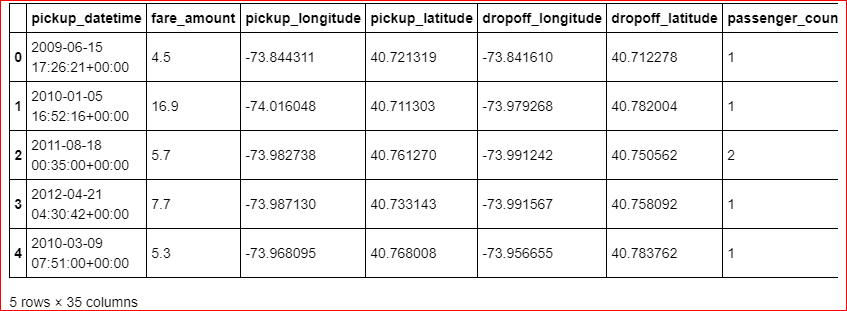 pickup_datetime fare_amount pickup_longitude pickup_latitude dropoff_longitude dropoff_latitude passenger_coun
0 2009-06-15 17:26:21+00:00 4.5 -73.844311 40.721319 -73.841610 40.712278 1
1 2010-01-05 16:52:16+00:00 16.9 -74.016048 40.711303 -73.979268 40.782004 1
2 2011-08-18 00:35:00+00:00 5.7 -73.982738 40.761270 -73.991242 40.750562 2
3 2012-04-21 04:30:42+00:00 7.7 -73.987130 40.733143 -73.991567 40.758092 1
4 2010-03-09 07:51:00+00:00 5.3 -73.968095 40.768008 -73.956655 40.783762 1
5 rows × 35 columns